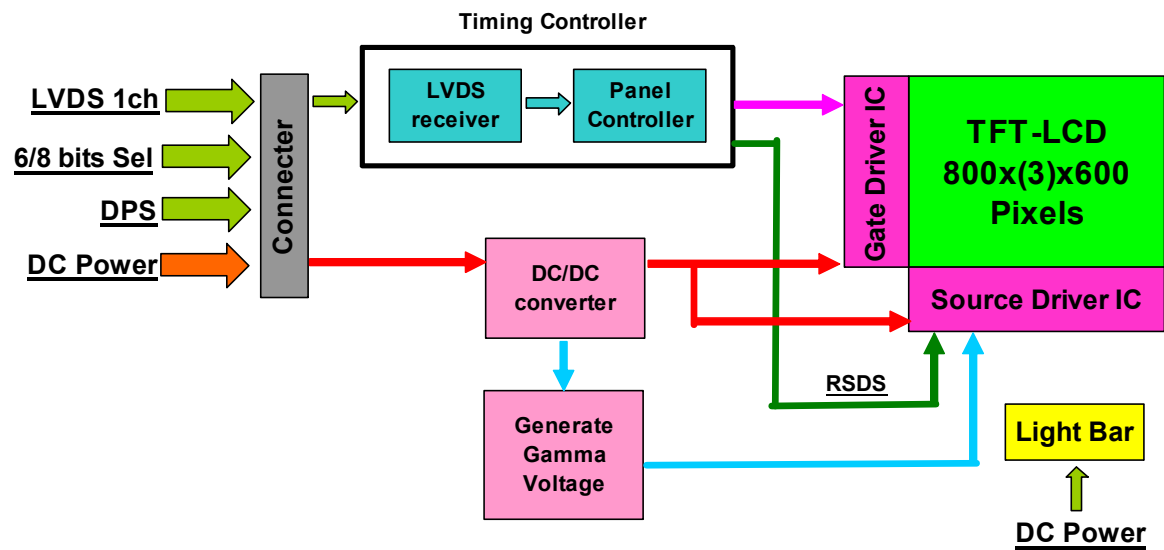 Timing Controller
LVDS 1ch
6/8 bits Sel
DPS
DC Power
Connecter
LVDS
receiver
Panel
Controller
Gate Driver IC
TFT-LCD
800x(3)x600
Pixels
Source Driver IC
DC/DC
converter
RSDS
Generate
Gamma
Voltage
Light Bar
DC Power